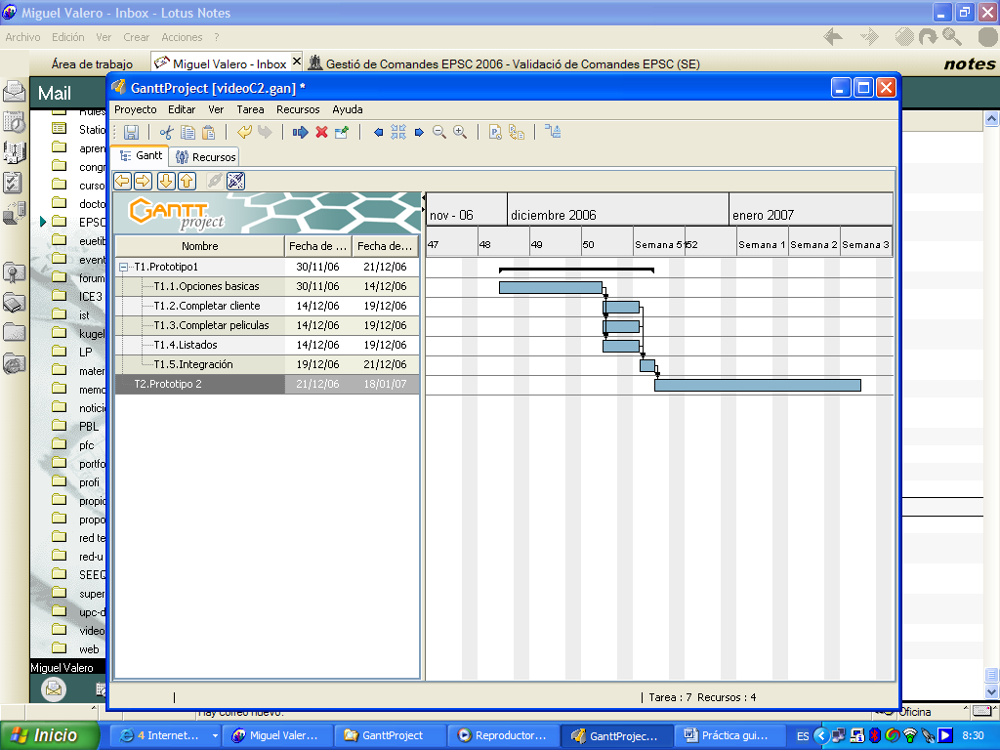 Miguel Valero - Inbox - Lotus Notes
Archivo Edición Ver Crear Acciones ?
Área de trabajo Miguel Valero - Inbox Gestió de Comandes EPSC 2006 - Validació de Comandes EPSC (SE) notes
Mail
Rules
Statio
apren
congr
curso
docto
EPSC
euetib
event
forum
ICE3
ist
kugel
LP
mater
memo
notici
PBL
pfc
portfo
profi
propio
propo
red te
red-u
SEEQ
super
upc-d
video
web
Miguel Valero
GanttProject [videoC2.gan] *
Proyecto Editar Ver Tarea Recursos Ayuda
Gantt Recursos
GANTT project
nov - 06 diciembre 2006 enero 2007
Nombre Fecha de ... Fecha de...
47 48 49 50 Semana 51 52 Semana 1 Semana 2 Semana 3
T1.Prototipo1 30/11/06 21/12/06
T1.1.Opciones basicas 30/11/06 14/12/06
T1.2.Completar cliente 14/12/06 19/12/06
T1.3.Completar peliculas 14/12/06 19/12/06
T1.4.Listados 14/12/06 19/12/06
T1.5.Integración 19/12/06 21/12/06
T2.Prototipo 2 21/12/06 18/01/07
Tarea : 7 Recursos : 4
Hay correo nuevo. Oficina
Inicio 4 Internet... Miguel Valer... GanttProject Reproductor... GanttProjec... Práctica gui... ES 8:30